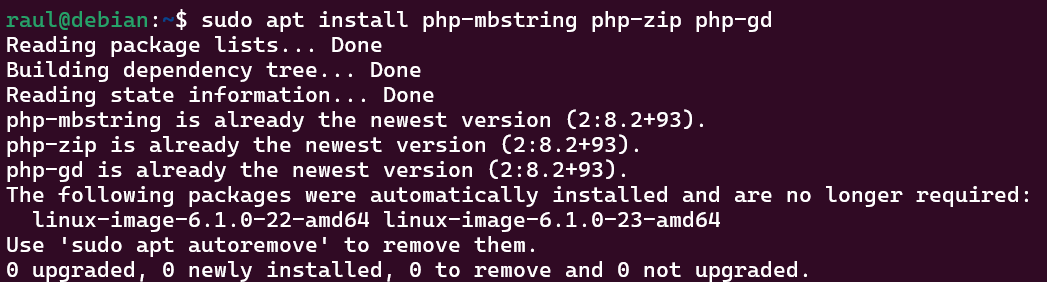 raul@debian:~$ sudo apt install php-mbstring php-zip php-gd
Reading package lists... Done
Building dependency tree... Done
Reading state information... Done
php-mbstring is already the newest version (2:8.2+93).
php-zip is already the newest version (2:8.2+93).
php-gd is already the newest version (2:8.2+93).
The following packages were automatically installed and are no longer required:
  linux-image-6.1.0-22-amd64 linux-image-6.1.0-23-amd64
Use 'sudo apt autoremove' to remove them.
0 upgraded, 0 newly installed, 0 to remove and 0 not upgraded.